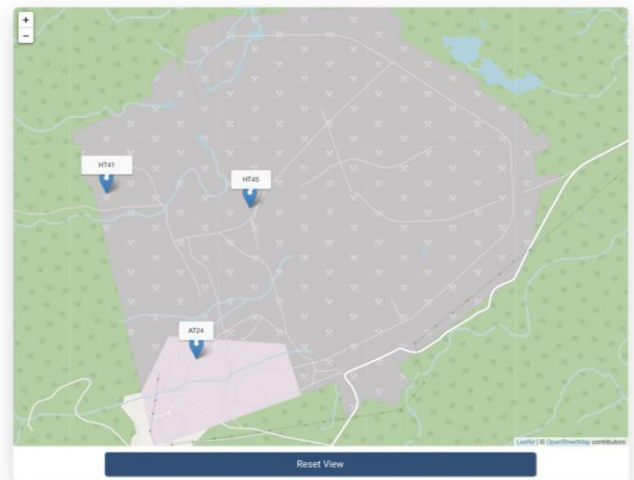 +
−
HT41
HT45
AT24
Leaflet | © OpenStreetMap contributors
Reset View